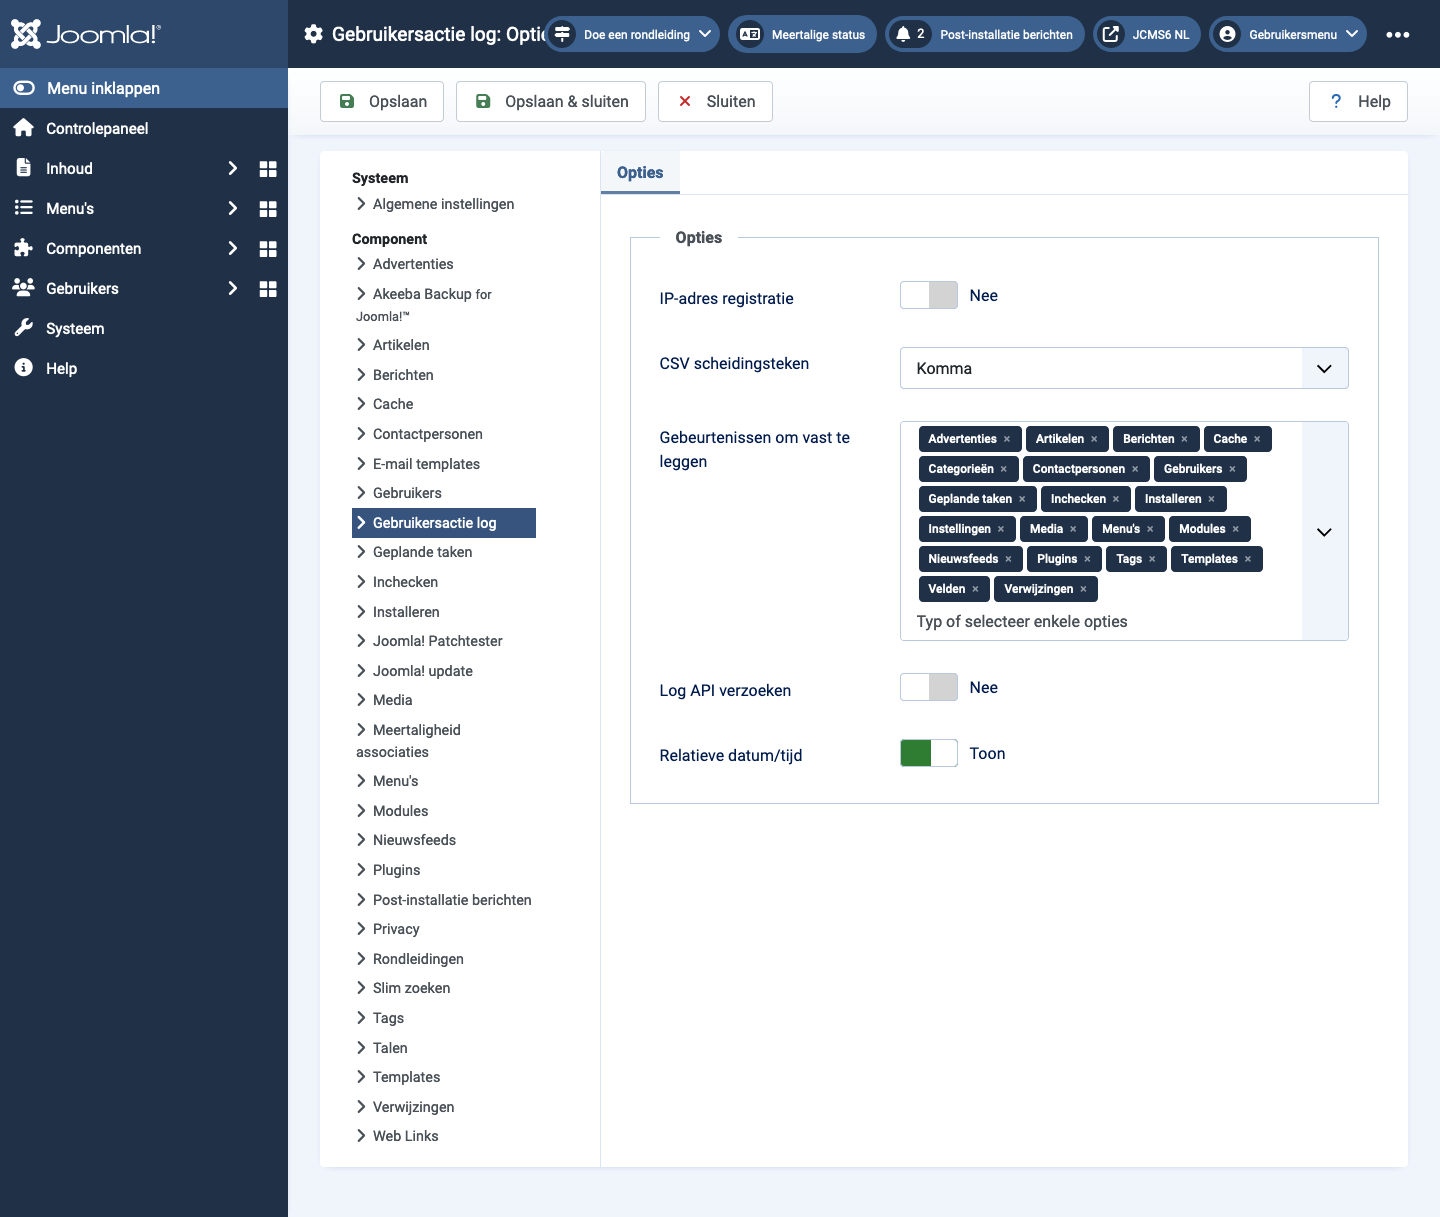 Joomla!®
Gebruikersactie log: Optie
Doe een rondleiding
Meertalige status
2
Post-installatie berichten
JCMS6 NL
Gebruikersmenu
Menu inklappen
Controlepaneel
Inhoud
Menu's
Componenten
Gebruikers
Systeem
Help
Opslaan
Opslaan & sluiten
Sluiten
? Help
Systeem
Algemene instellingen
Component
Advertenties
Akeeba Backup for
Joomla!™
Artikelen
Berichten
Cache
Contactpersonen
E-mail templates
Gebruikers
Gebruikersactie log
Geplande taken
Inchecken
Installeren
Joomla! Patchtester
Joomla! update
Media
Meertaligheid
associaties
Menu's
Modules
Nieuwsfeeds
Plugins
Post-installatie berichten
Privacy
Rondleidingen
Slim zoeken
Tags
Talen
Templates
Verwijzingen
Web Links
Opties
Opties
IP-adres registratie
Nee
CSV scheidingsteken
Komma
Gebeurtenissen om vast te
leggen
Advertenties × Artikelen × Berichten × Cache ×
Categorieën × Contactpersonen × Gebruikers ×
Geplande taken × Inchecken × Installeren ×
Instellingen × Media × Menu's × Modules ×
Nieuwsfeeds × Plugins × Tags × Templates ×
Velden × Verwijzingen ×
Typ of selecteer enkele opties
Log API verzoeken
Nee
Relatieve datum/tijd
Toon